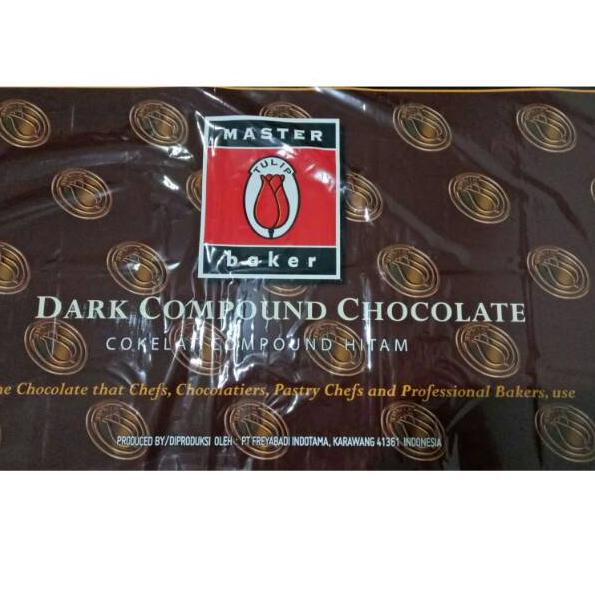 MASTER
TULIP
baker
DARK COMPOUND CHOCOLATE
COKELAT COMPOUND HITAM
Chocolate that Chefs, Chocolatiers, Pastry Chefs and Professional Bakers, use
PRODUCED BY/DIPRODUKSI OLEH : PT FREYABADI INDOTAMA, KARAWANG 41361 INDONESIA